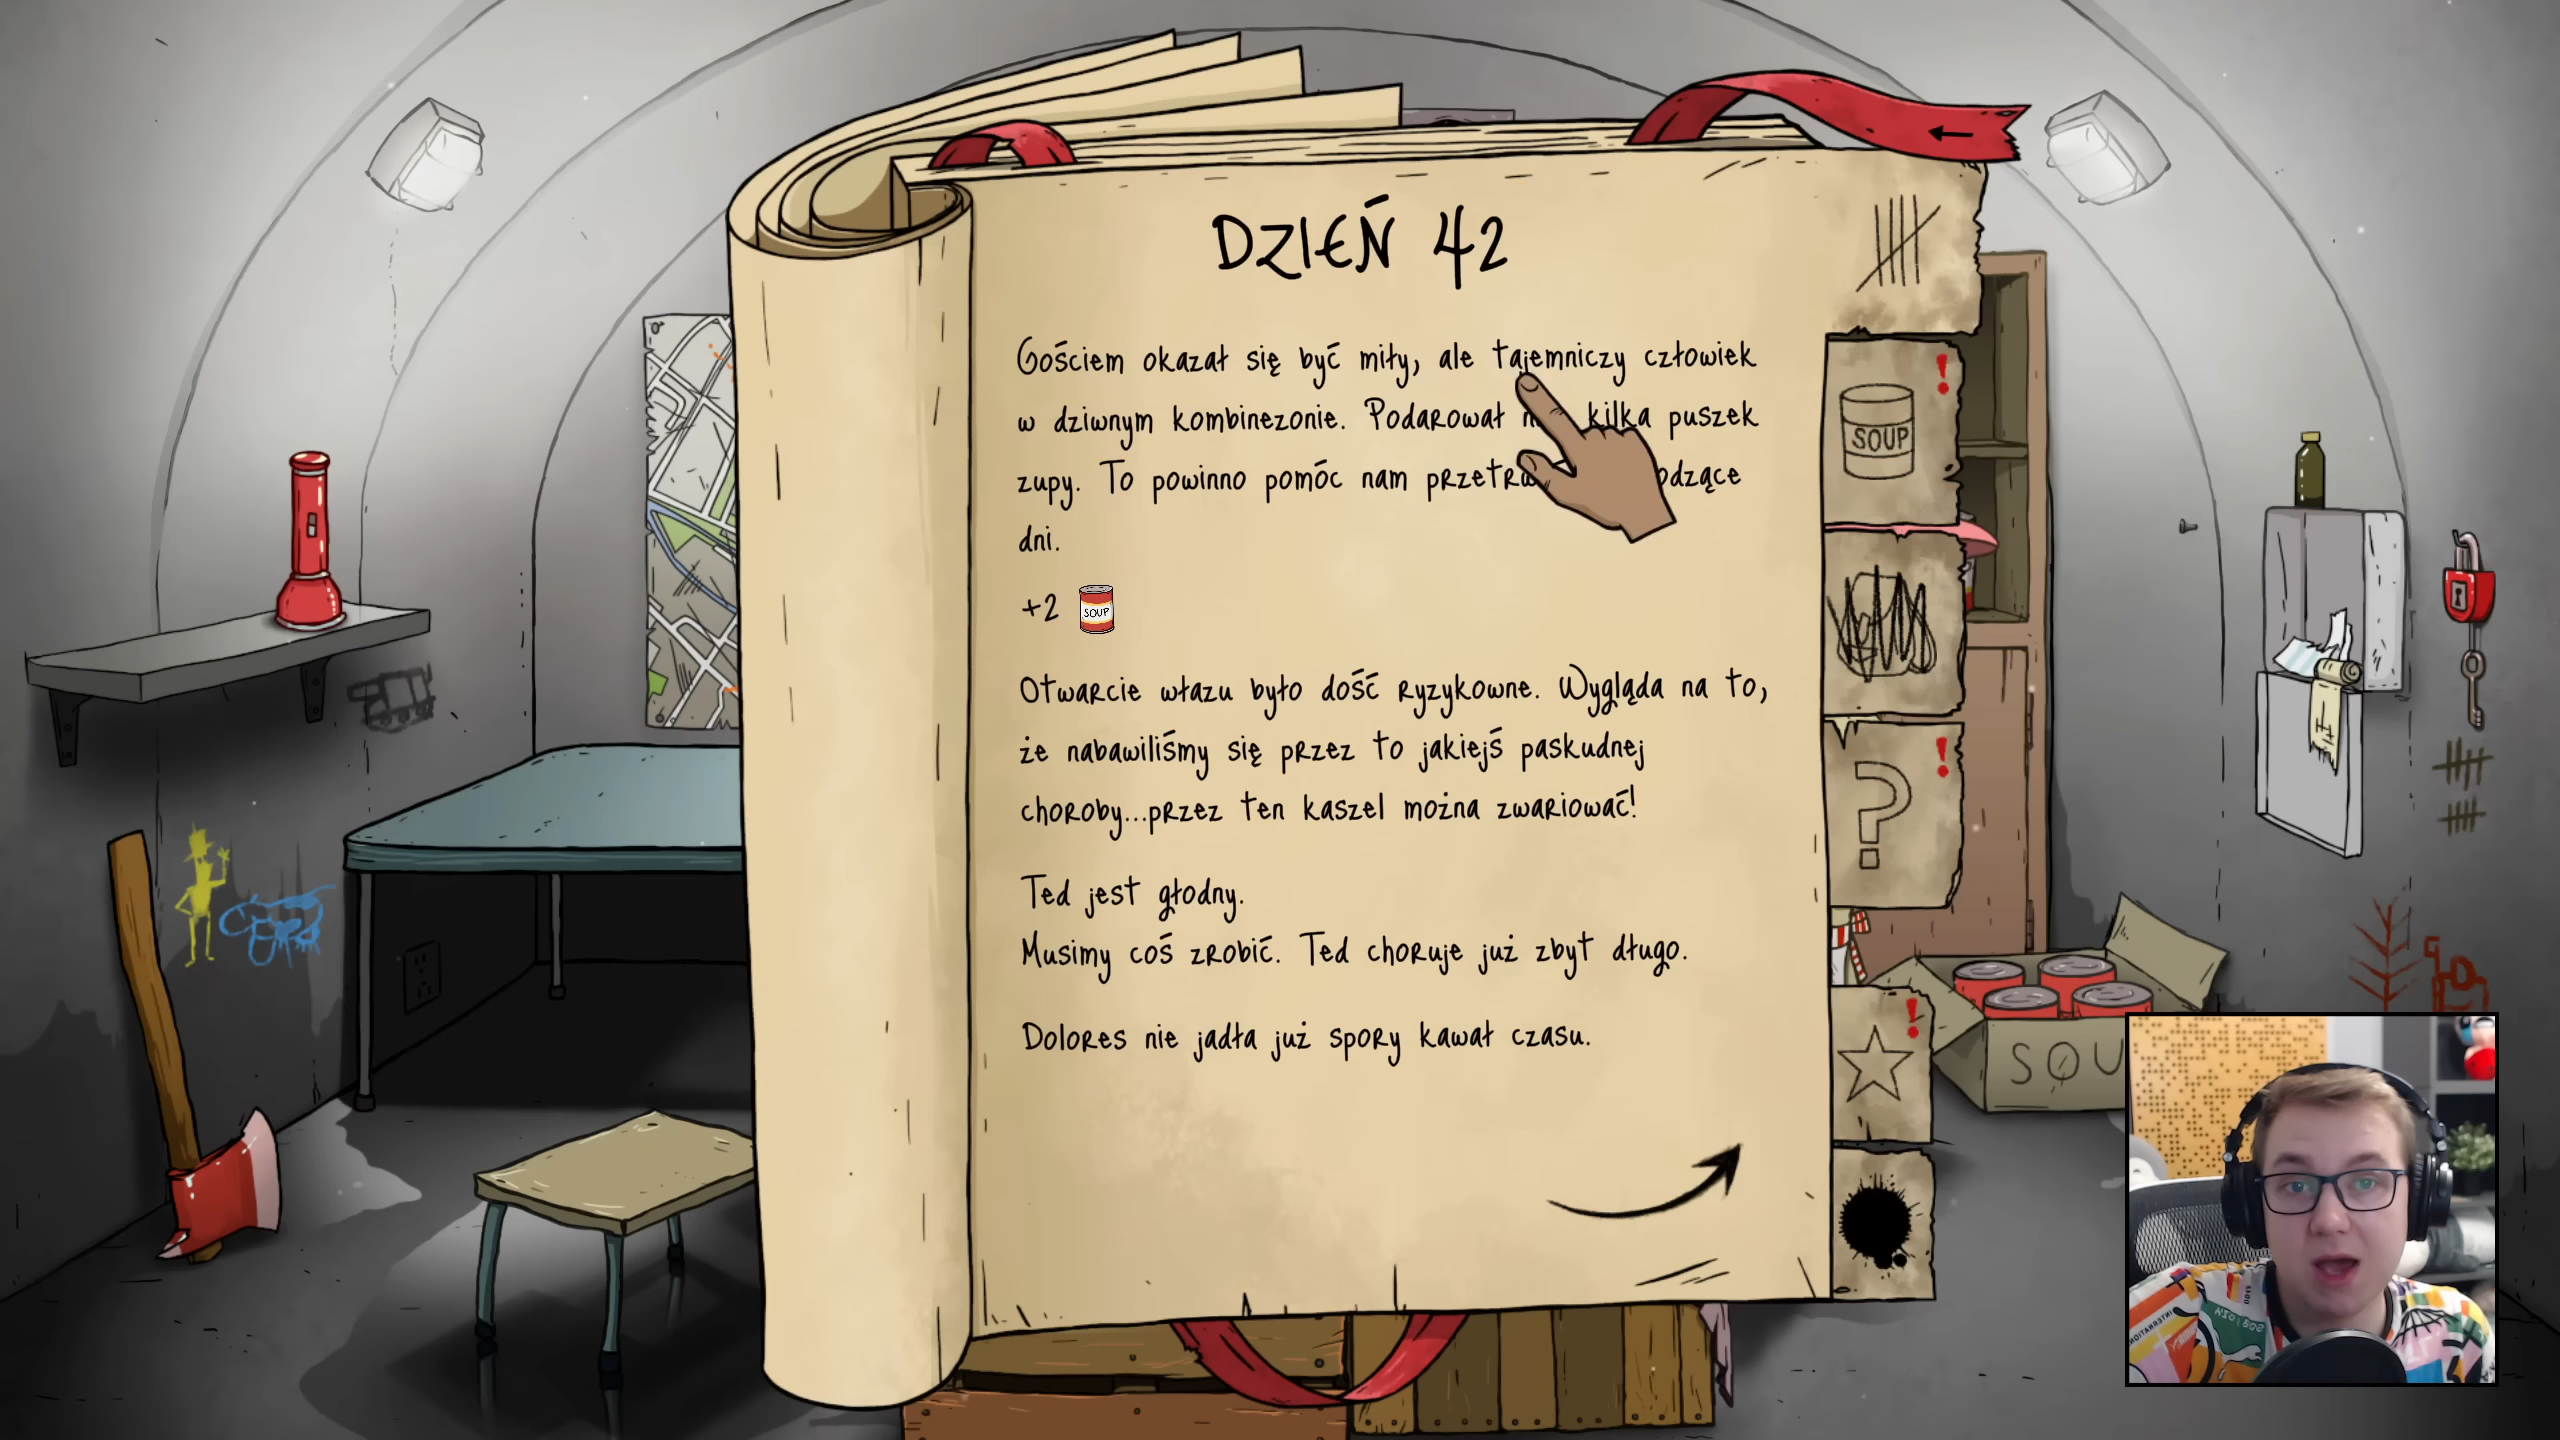 DZIEŃ 42
Gościem okazał się być miły, ale tajemniczy człowiek
w dziwnym kombinezonie. Podarował kilka puszek
zupy. To powinno pomóc nam
dni.
+2 SOUP
Otwarcie włazu było dość ryzykowne. Wygląda na to,
że nabawiliśmy się przez to jakiejś paskudnej
choroby...przez ten kaszel można zwariować!
Ted jest głodny.
Musimy coś zrobić. Ted choruje już zbyt długo.
Dolores nie jadła już spory kawał czasu.
!
SOUP
!
?
!
SOU